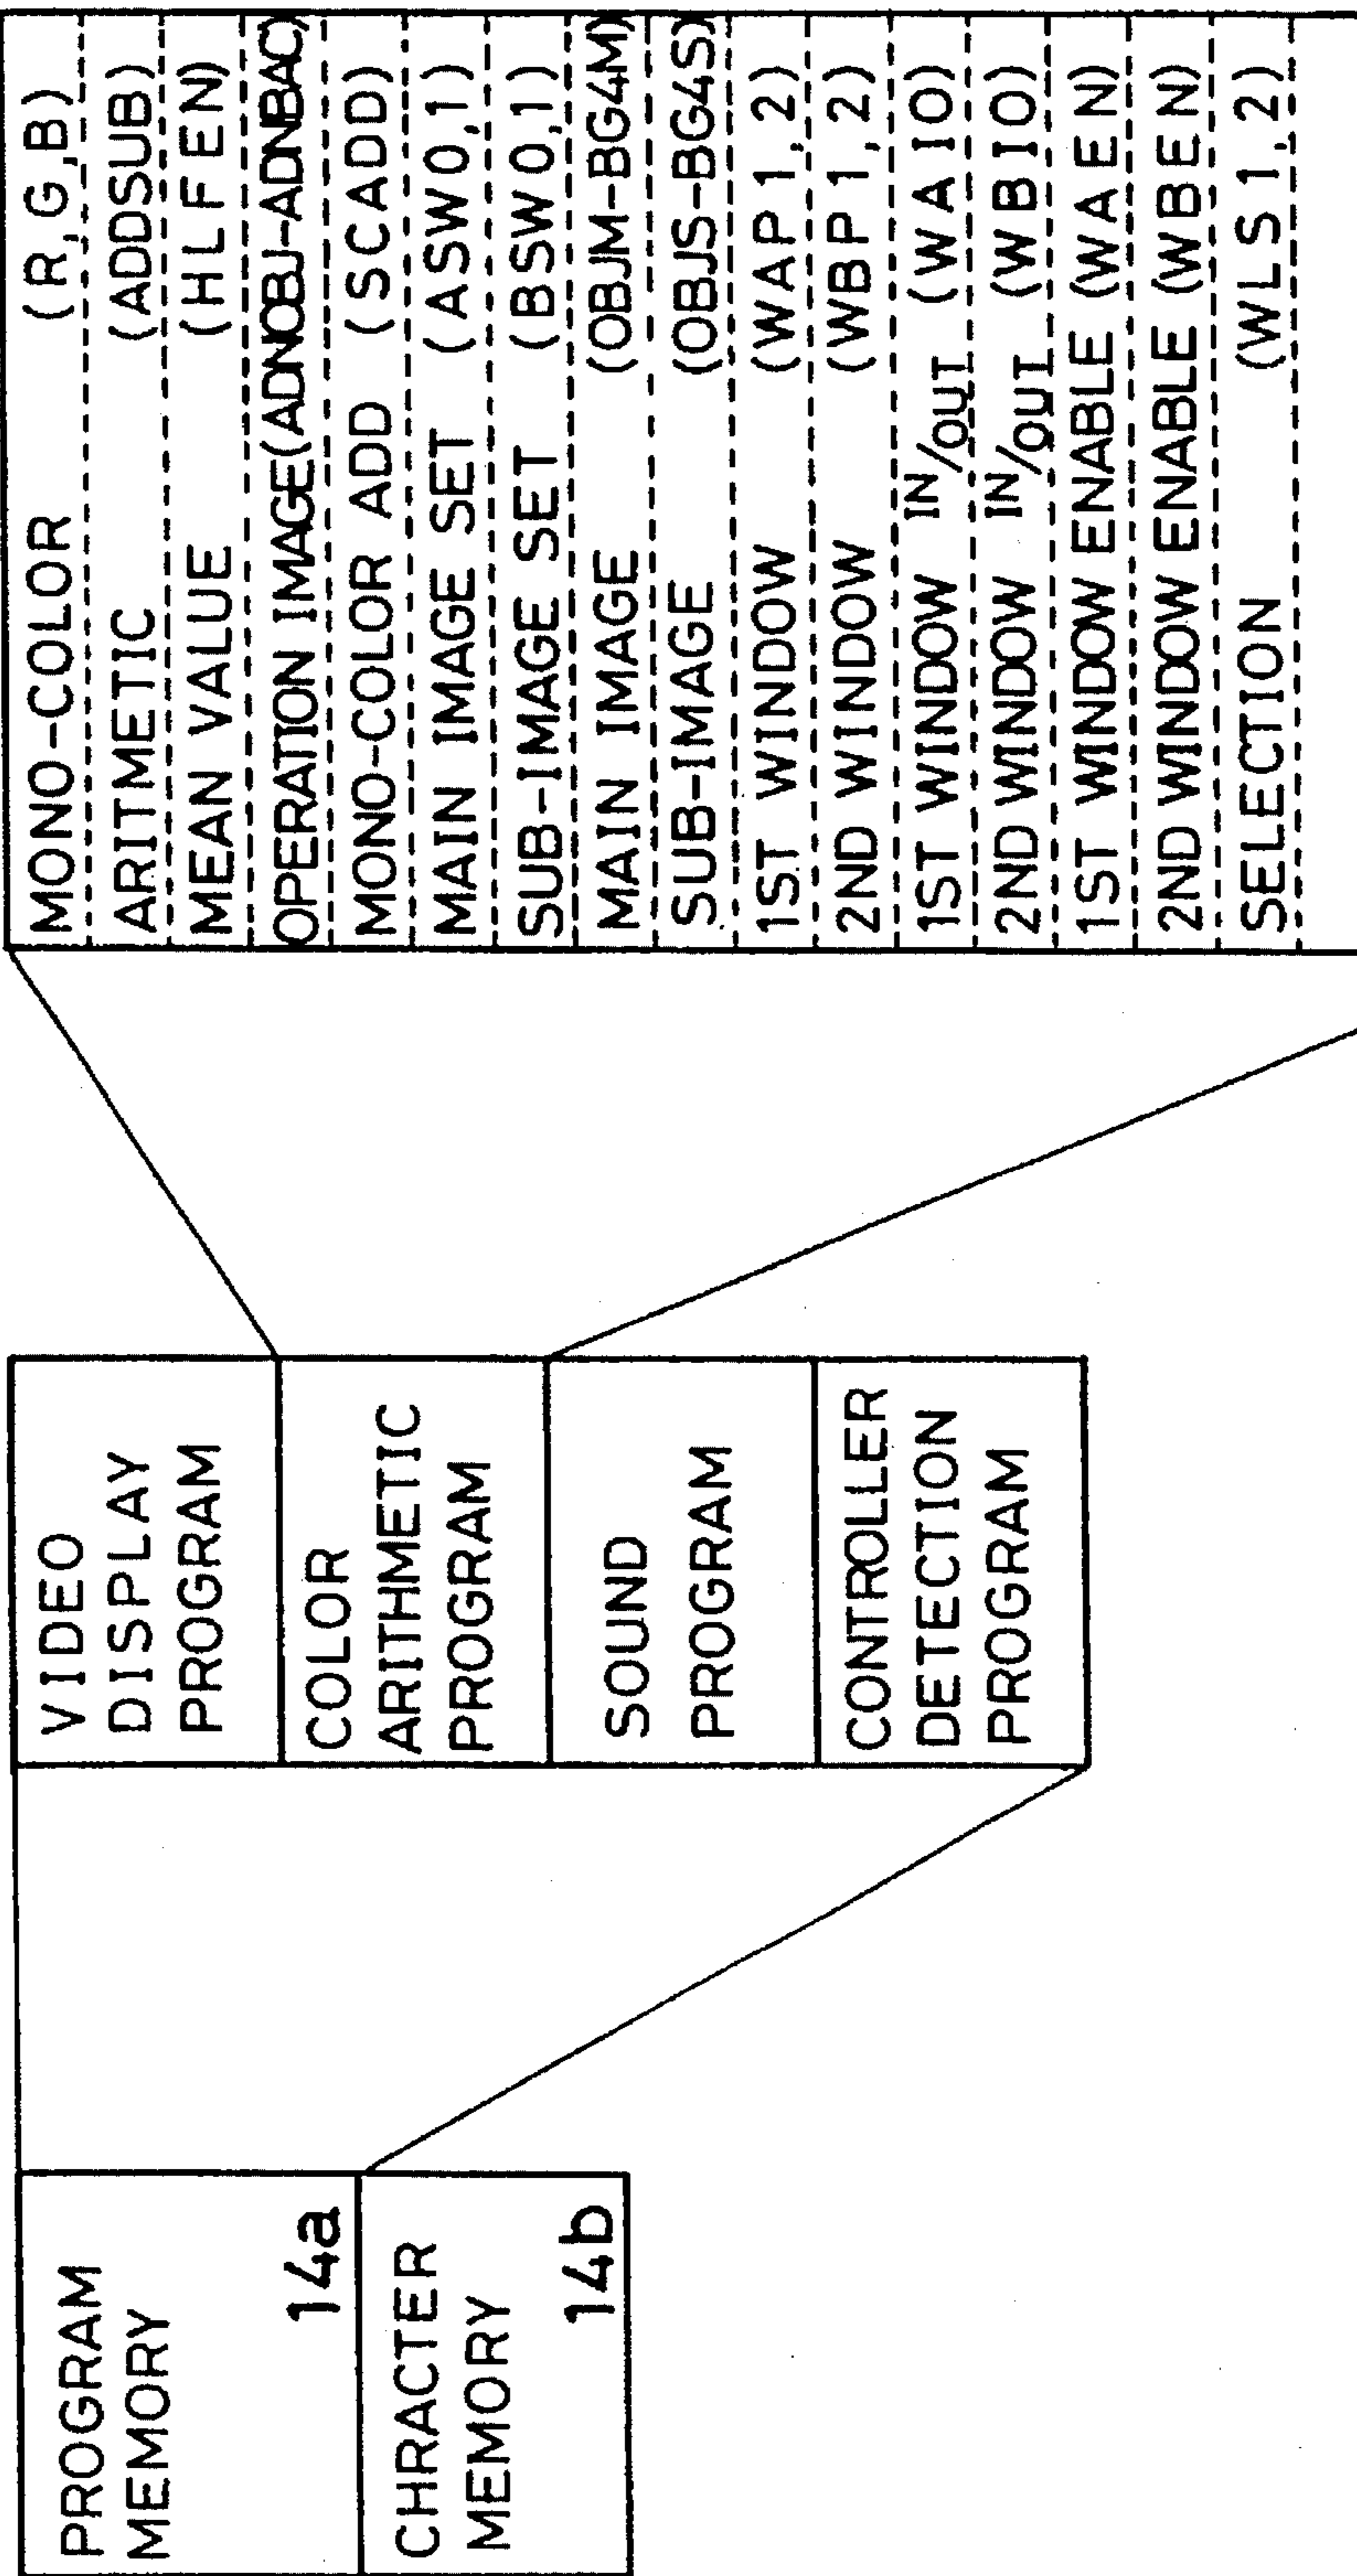 PROGRAM
MEMORY
14a
CHRACTER
MEMORY
14b
VIDEO
DISPLAY
PROGRAM
COLOR
ARITHMETIC
PROGRAM
SOUND
PROGRAM
CONTROLLER
DETECTION
PROGRAM
MONO-COLOR (R,G,B)
ARITMETIC (ADDSUB)
MEAN VALUE (HLFEN)
OPERATION IMAGE(ADNOBJ-ADNBAC)
MONO-COLOR ADD (SCADD)
MAIN IMAGE SET (ASW0,1)
SUB-IMAGE SET (BSW0,1)
MAIN IMAGE (OBJM-BG4M)
SUB-IMAGE (OBJS-BG4S)
1ST WINDOW (WAP1,2)
2ND WINDOW (WBP1,2)
1ST WINDOW IN/OUT (WAIO)
2ND WINDOW IN/OUT (WBIO)
1ST WINDOW ENABLE (WAEN)
2ND WINDOW ENABLE (WBEN)
SELECTION (WLS1,2)